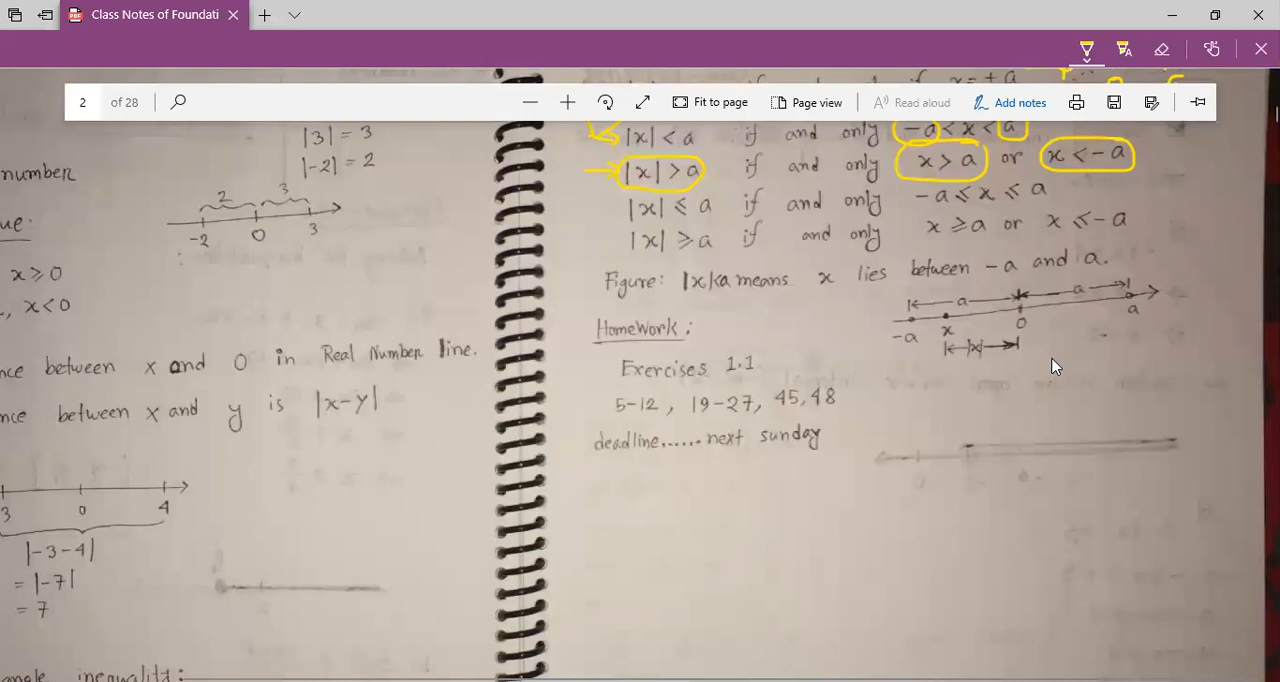 Class Notes of Foundati
2 of 28
Fit to page
Page view
Read aloud
Add notes
|3| = 3
|-2| = 2
number
2 3
-2 0 3
ue:
x ≥ 0
, x < 0
nce between x and 0 in Real Number line.
nce between x and y is |x-y|
3 0 4
|-3-4|
= |-7|
= 7
angle inequality:
if x = ± a
|x| < a if and only -a < x < a
|x| > a if and only x > a or x < -a
|x| ≤ a if and only -a ≤ x ≤ a
|x| ≥ a if and only x ≥ a or x ≤ -a
Figure: |x|<a means x lies between -a and a.
a a
-a x 0 a
|x|
Homework:
Exercises 1.1
5-12, 19-27, 45, 48
deadline......next sunday